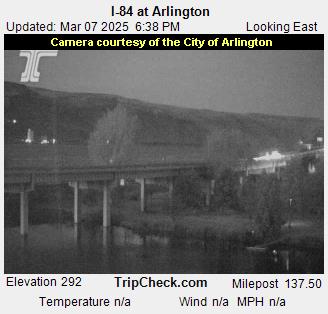 I-84 at Arlington
Updated: Mar 07 2025 6:38 PM Looking East
Camera courtesy of the City of Arlington
Elevation 292 TripCheck.com Milepost 137.50
Temperature n/a Wind n/a MPH n/a